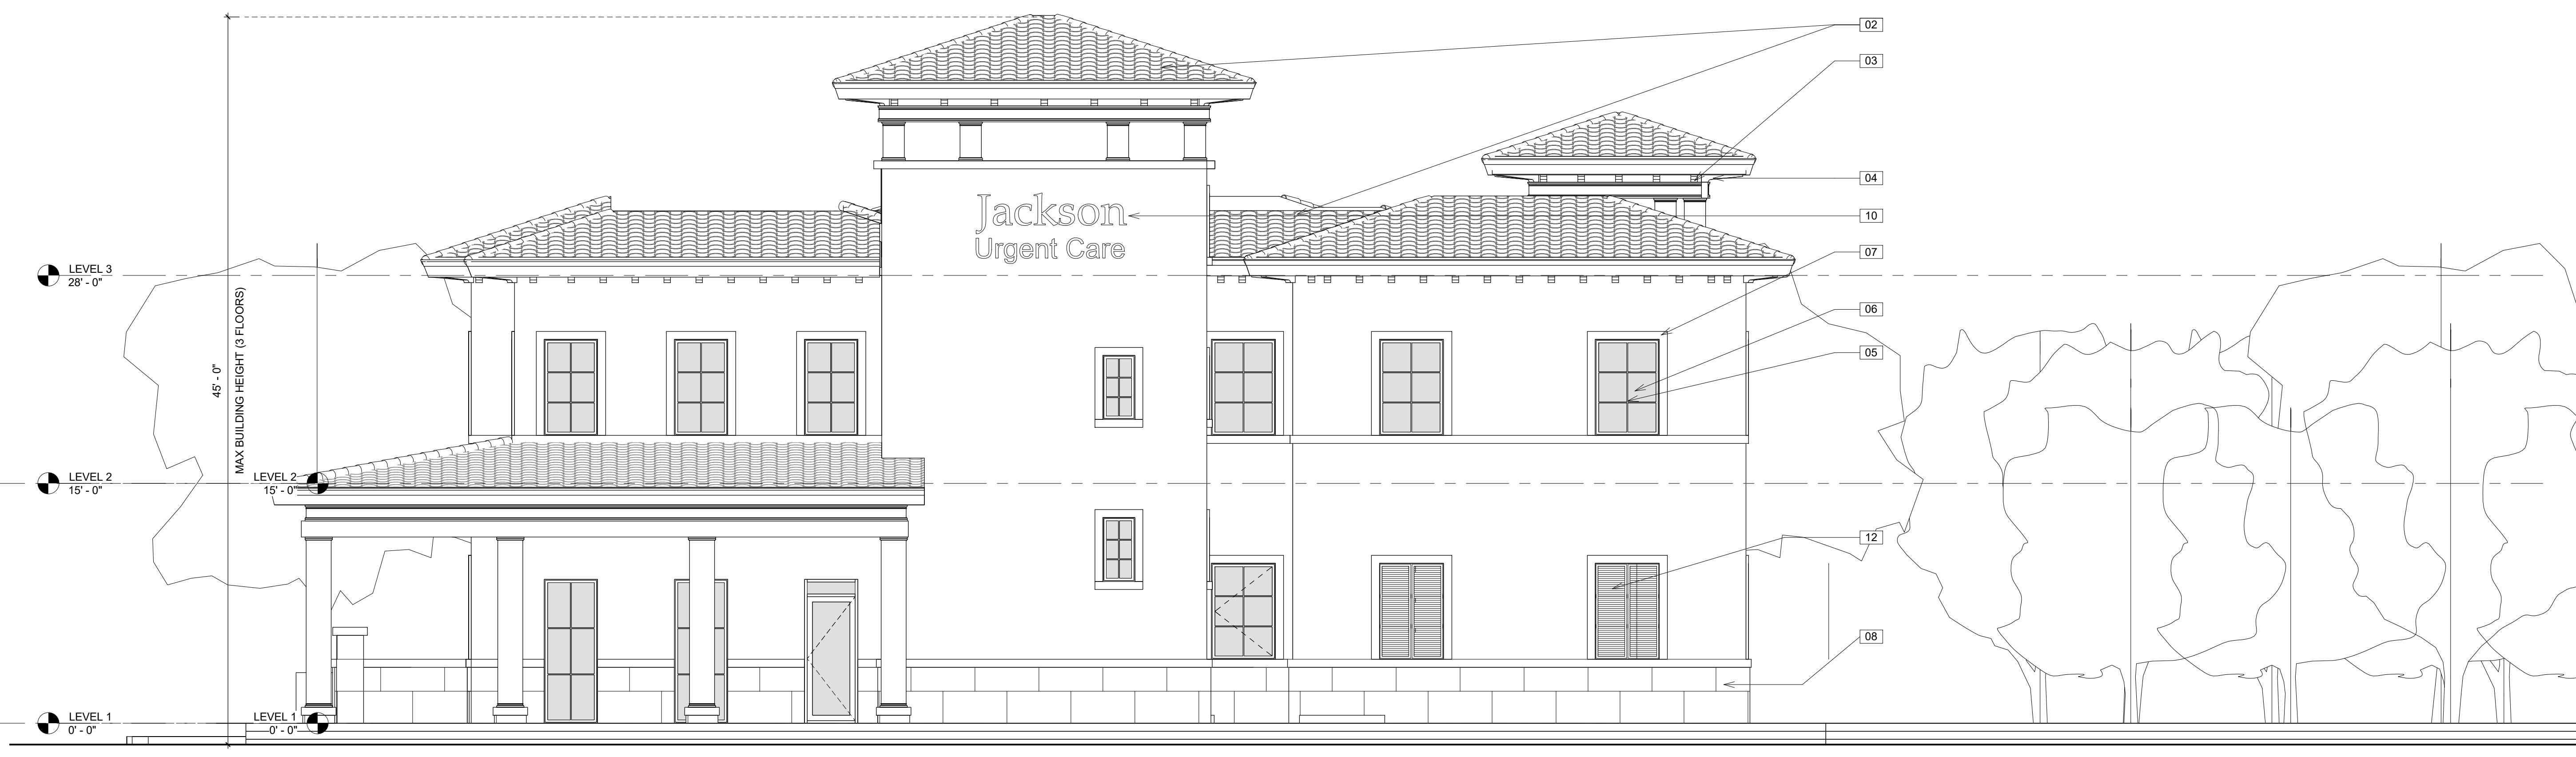 02
03
04
Jackson
Urgent Care
10
07
LEVEL 3
28' - 0"
06
05
45' - 0"
MAX BUILDING HEIGHT (3 FLOORS)
LEVEL 2
15' - 0"
LEVEL 2
15' - 0"
12
08
LEVEL 1
0' - 0"
LEVEL 1
0' - 0"